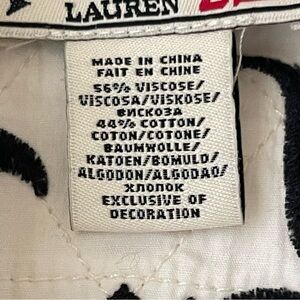 LAUREN
MADE IN CHINA
FAIT EN CHINE
56% VISCOSE/
VISCOSA/VISKOSE/
ВИСКОЗА
44% COTTON/
COTON/COTONE/
BAUMWOLLE/
KATOEN/BOMULD/
ALGODON/ALGODAO/
ХЛОПОК
EXCLUSIVE OF
DECORATION